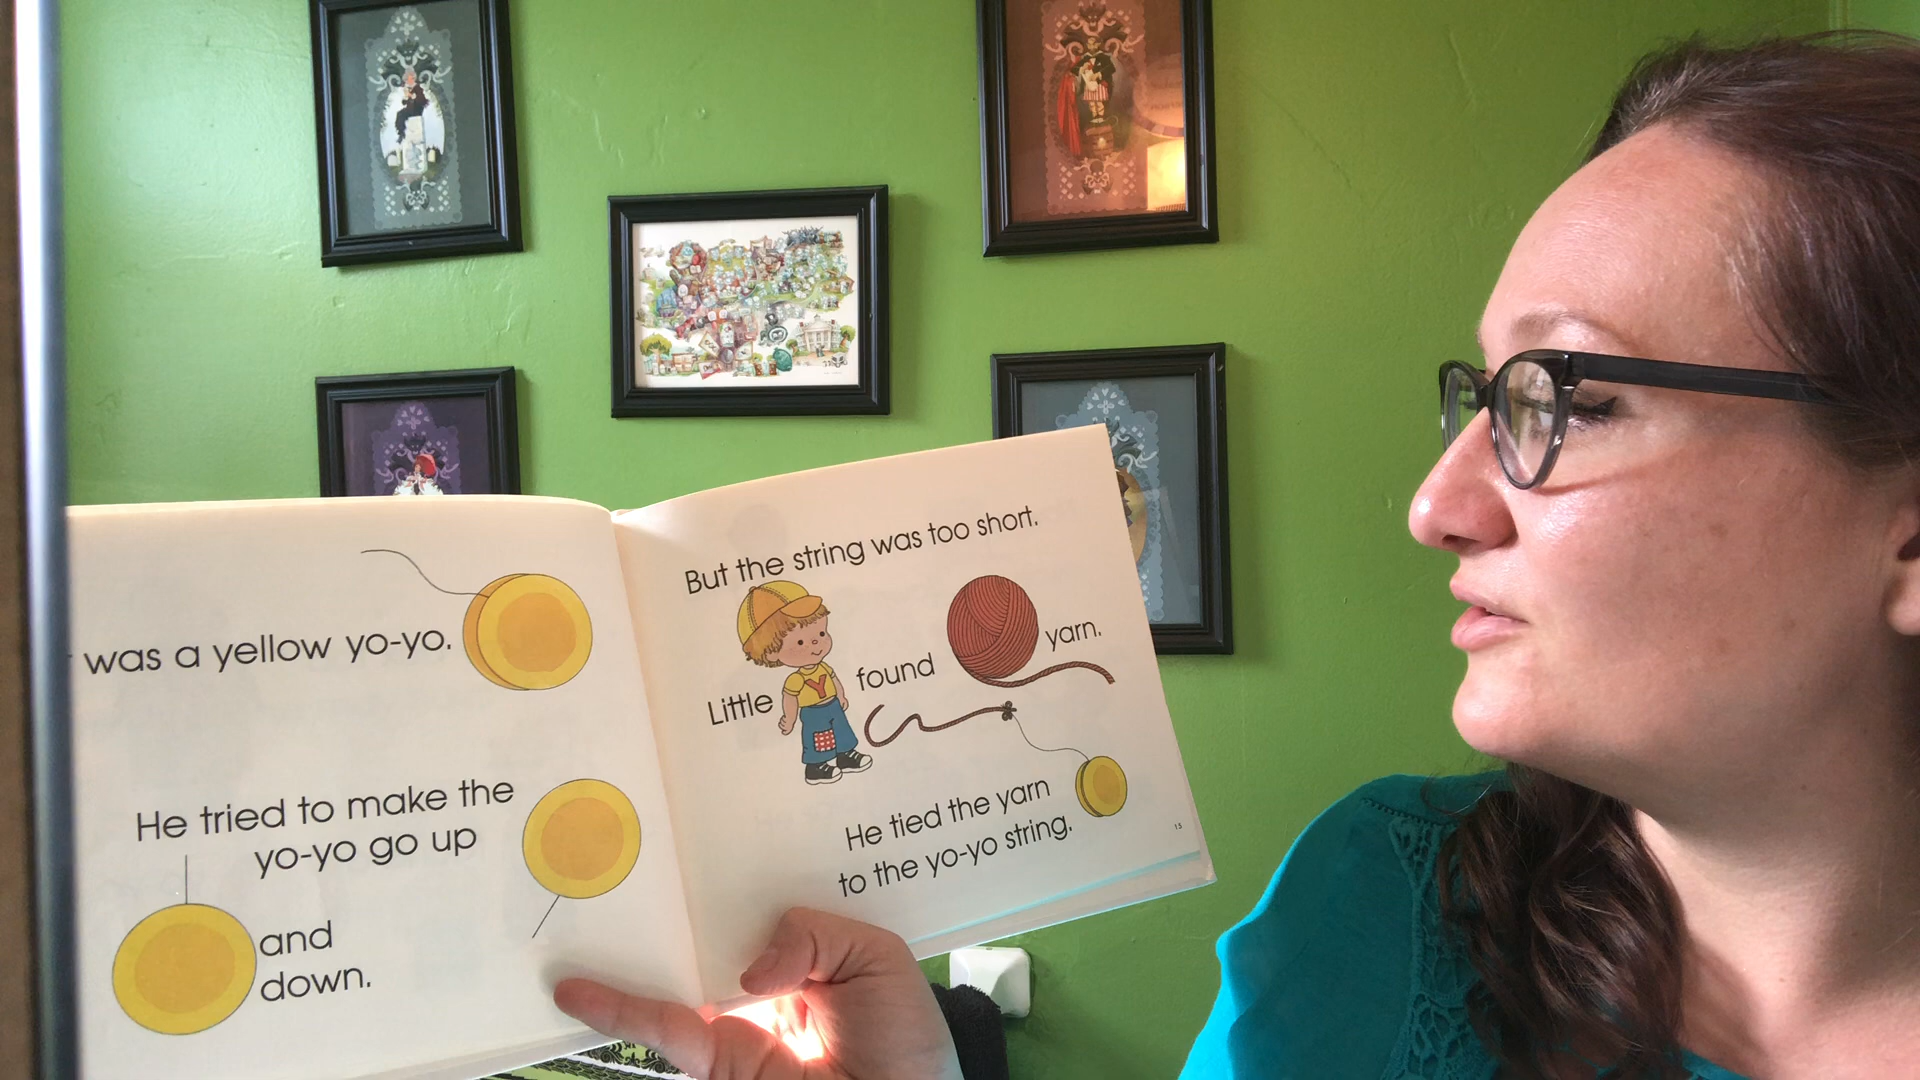 was a yellow yo-yo.
He tried to make the
yo-yo go up
and
down.
But the string was too short.
Little
found
yarn.
Y
He tied the yarn
to the yo-yo string.
15